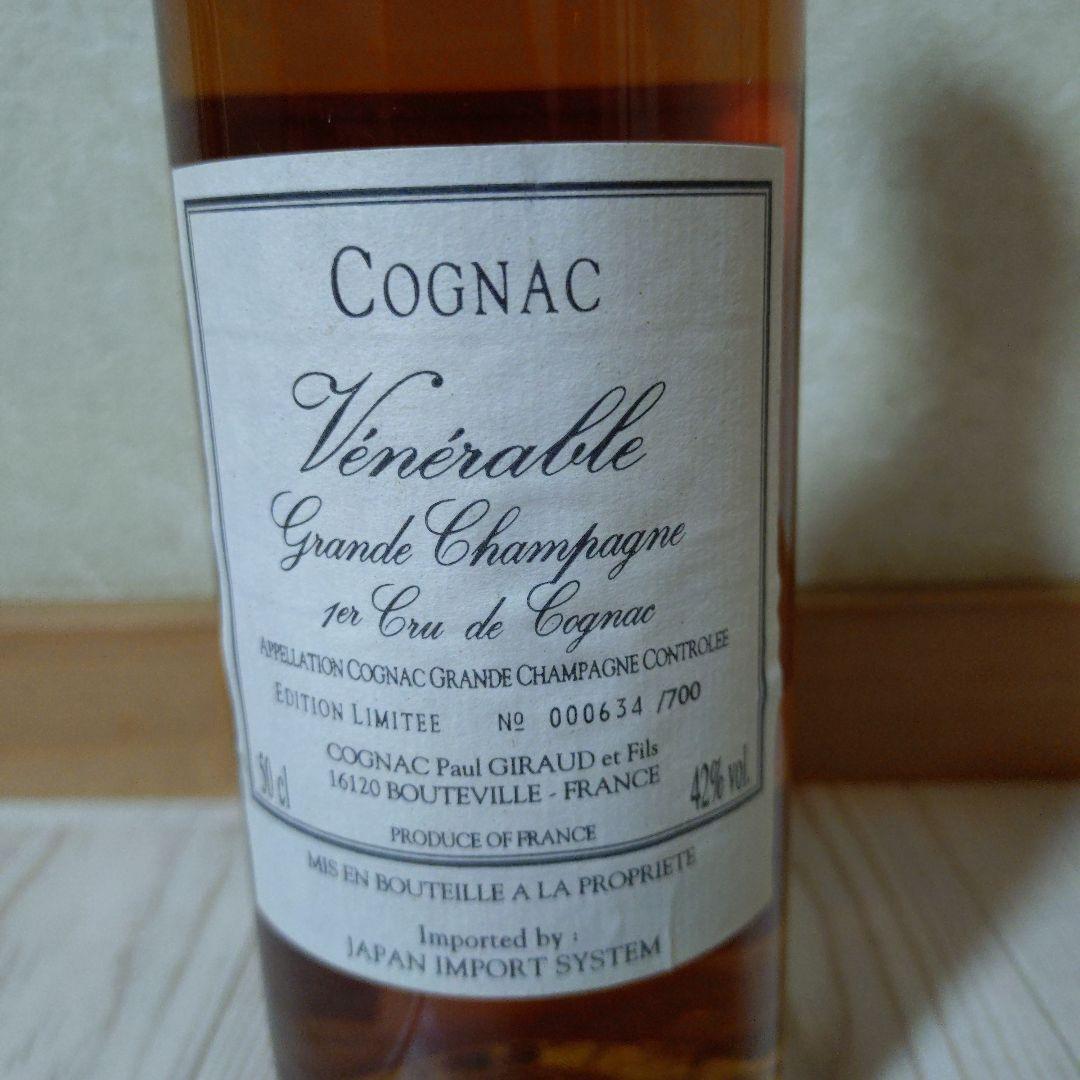 COGNAC
Vénérable
Grande Champagne
1er Cru de Cognac
APPELLATION COGNAC GRANDE CHAMPAGNE CONTROLEE
EDITION LIMITEE Nº 000634 /700
COGNAC Paul GIRAUD et Fils
16120 BOUTEVILLE - FRANCE
50 cl 42% vol.
PRODUCE OF FRANCE
MIS EN BOUTEILLE A LA PROPRIETE
Imported by :
JAPAN IMPORT SYSTEM